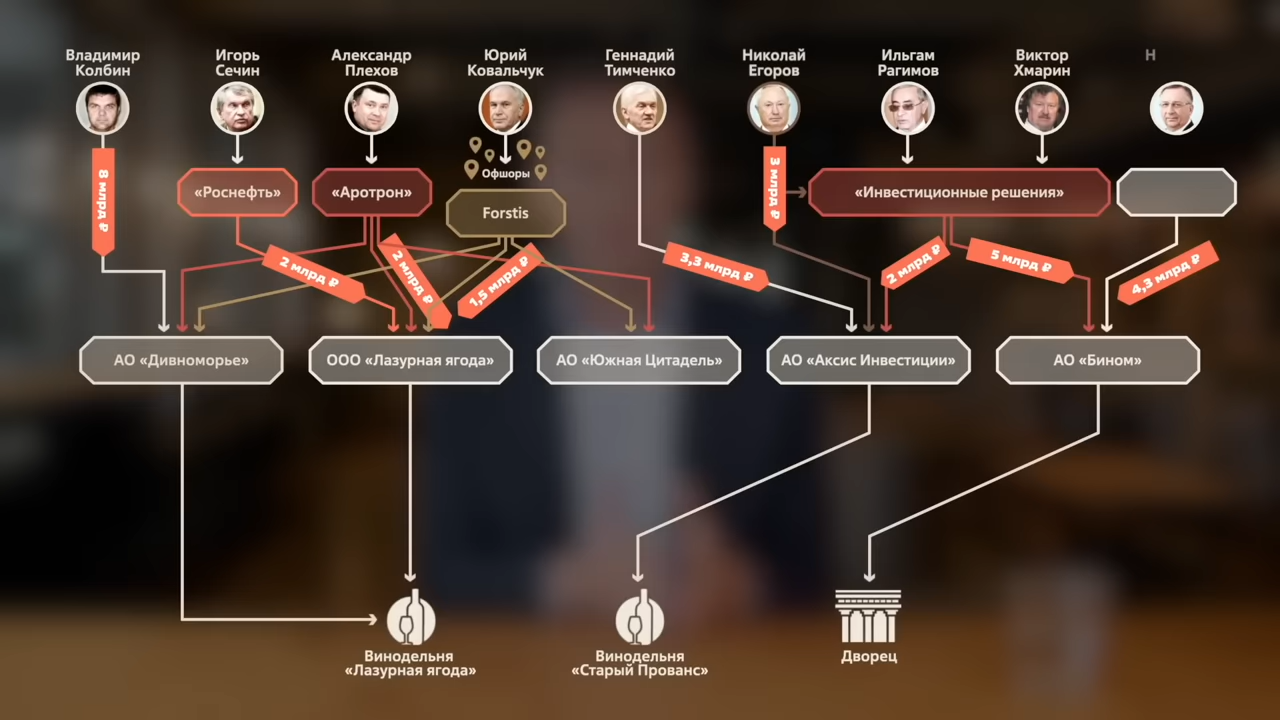 Владимир
Колбин
Игорь
Сечин
Александр
Плехов
Юрий
Ковальчук
Геннадий
Тимченко
Николай
Егоров
Ильгам
Рагимов
Виктор
Хмарин
Н
8 млрд ₽
«Роснефть»
«Аротрон»
Офшоры
Forstis
3 млрд ₽
«Инвестиционные решения»
2 млрд ₽
2 млрд ₽
1,5 млрд ₽
3,3 млрд ₽
2 млрд ₽
5 млрд ₽
4,3 млрд ₽
АО «Дивноморье»
ООО «Лазурная ягода»
АО «Южная Цитадель»
АО «Аксис Инвестиции»
АО «Бином»
Винодельня
«Лазурная ягода»
Винодельня
«Старый Прованс»
Дворец